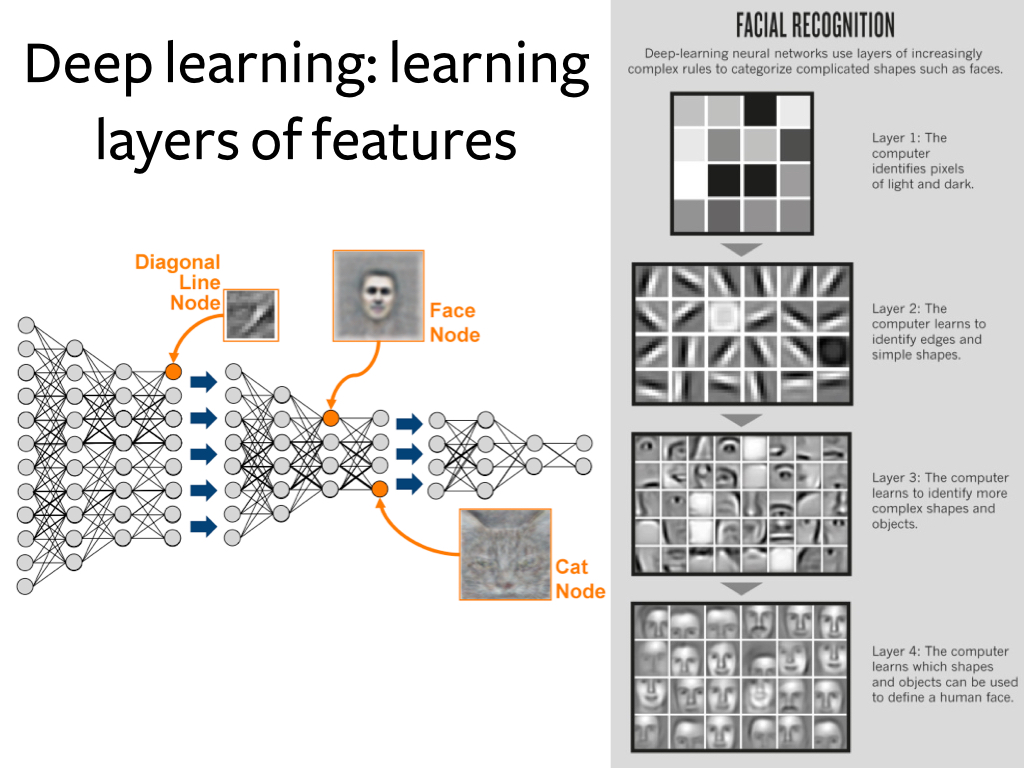 Deep learning: learning
layers of features
Diagonal
Line
Node
Face
Node
Cat
Node
FACIAL RECOGNITION
Deep-learning neural networks use layers of increasingly
complex rules to categorize complicated shapes such as faces.
Layer 1: The
computer
identifies pixels
of light and dark.
Layer 2: The
computer learns to
identify edges and
simple shapes.
Layer 3: The computer
learns to identify more
complex shapes and
objects.
Layer 4: The computer
learns which shapes
and objects can be used
to define a human face.